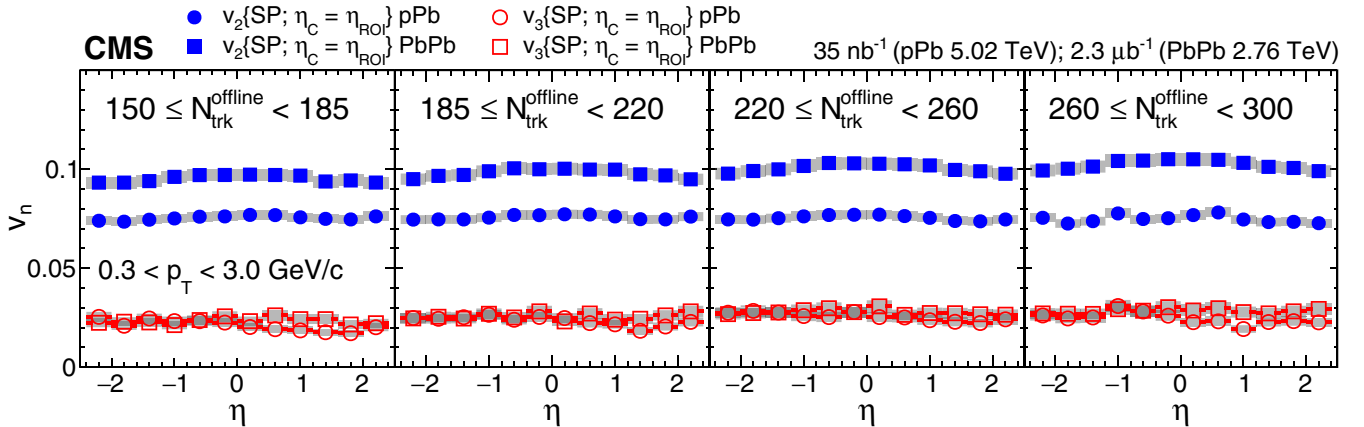 v2{SP; ηC = ηROI} pPb
v3{SP; ηC = ηROI} pPb
CMS
v2{SP; ηC = ηROI} PbPb
v3{SP; ηC = ηROI} PbPb
35 nb⁻¹ (pPb 5.02 TeV); 2.3 μb⁻¹ (PbPb 2.76 TeV)
150 ≤ N^offline_trk < 185
185 ≤ N^offline_trk < 220
220 ≤ N^offline_trk < 260
260 ≤ N^offline_trk < 300
0.1
vn
0.05
0.3 < pT < 3.0 GeV/c
0
−2 −1 0 1 2
−2 −1 0 1 2
−2 −1 0 1 2
−2 −1 0 1 2
η
η
η
η